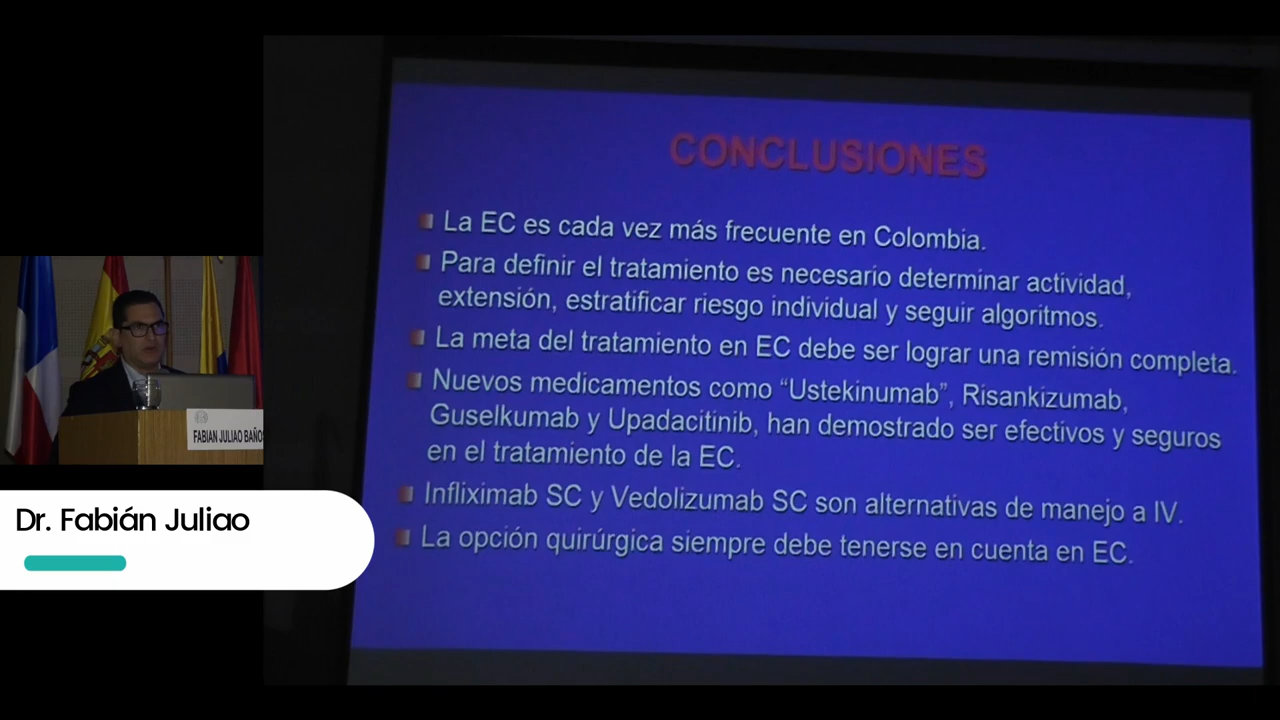 CONCLUSIONES
La EC es cada vez más frecuente en Colombia.
Para definir el tratamiento es necesario determinar actividad,
extensión, estratificar riesgo individual y seguir algoritmos.
La meta del tratamiento en EC debe ser lograr una remisión completa.
Nuevos medicamentos como “Ustekinumab”, Risankizumab,
Guselkumab y Upadacitinib, han demostrado ser efectivos y seguros
en el tratamiento de la EC.
Infliximab SC y Vedolizumab SC son alternativas de manejo a IV.
La opción quirúrgica siempre debe tenerse en cuenta en EC.
FABIAN JULIAO BAÑOS
Dr. Fabián Juliao